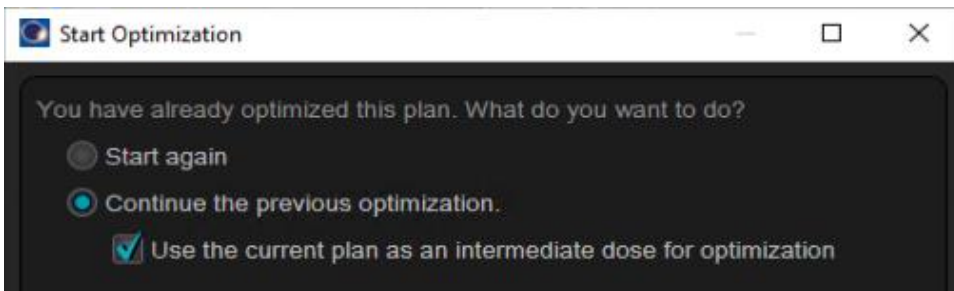 Start Optimization
You have already optimized this plan. What do you want to do?
Start again
Continue the previous optimization.
Use the current plan as an intermediate dose for optimization